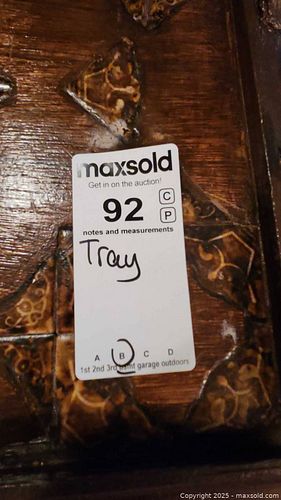 maxsold
Get in on the auction!
92 C
P
notes and measurements
Tray
A B C D
1st 2nd 3rd bsmt garage outdoors
Copyright 2025 - maxsold.com